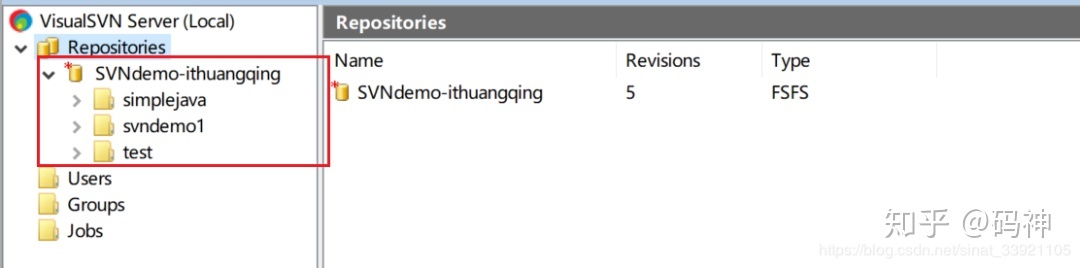 VisualSVN Server (Local)
Repositories
SVNdemo-ithuangqing
simplejava
svndemo1
test
Users
Groups
Jobs
Repositories
Name Revisions Type
SVNdemo-ithuangqing 5 FSFS
知乎 @码神
https://blog.csdn.net/sinat_33921105